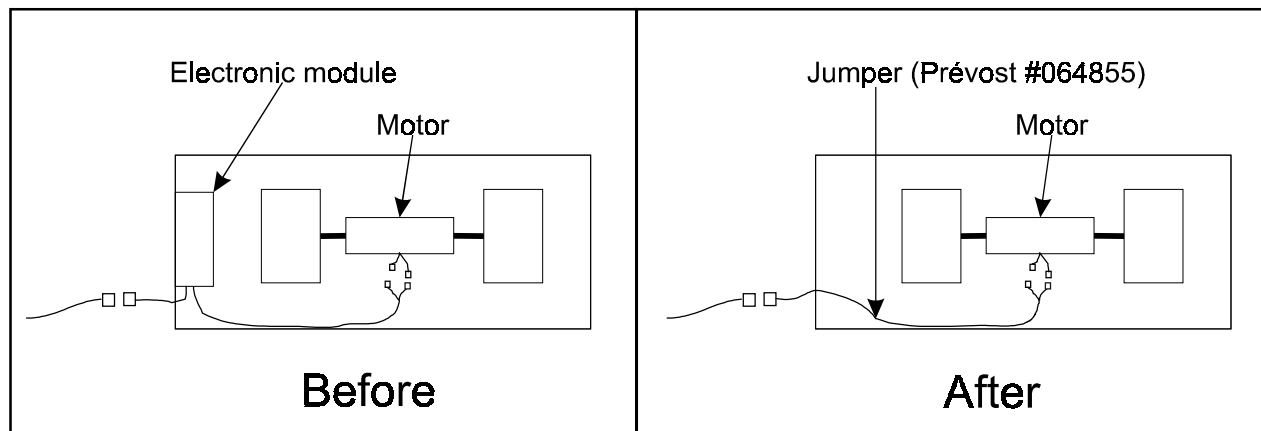 Electronic module
Motor
Before
Jumper (Prévost #064855)
Motor
After